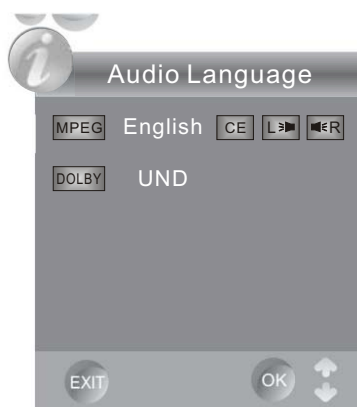 Audio Language
MPEG English CE L R
DOLBY UND
EXIT OK